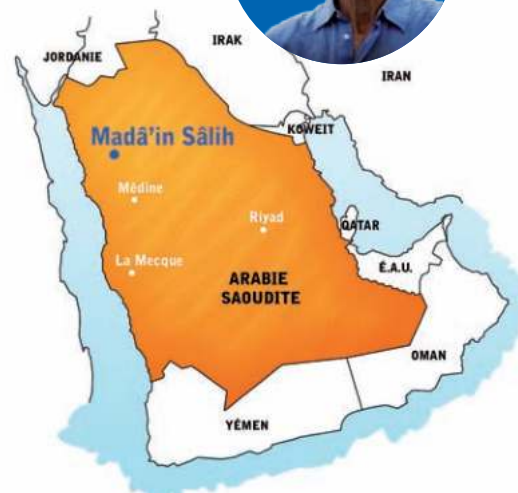 IRAK
JORDANIE
IRAN
KOWEIT
Madâ'in Sâlih
Médine
Riyad
QATAR
La Mecque
É.A.U.
ARABIE
SAOUDITE
OMAN
YÉMEN